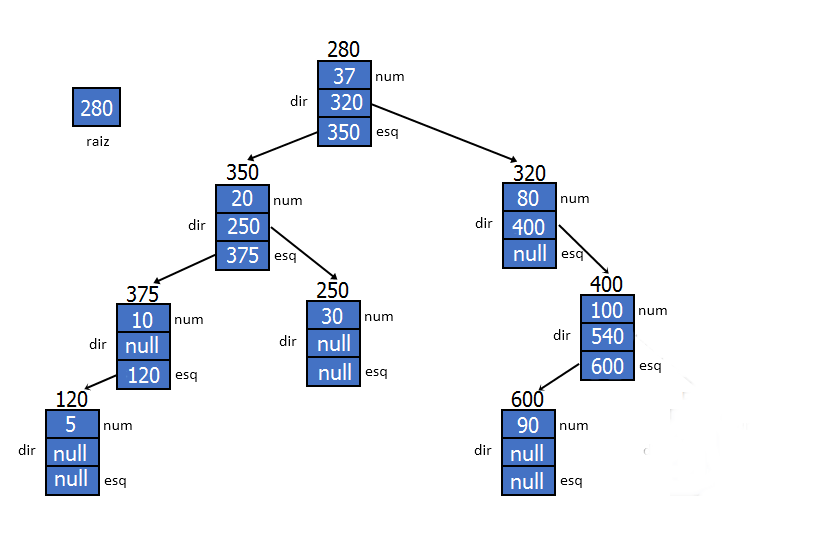 280
37 num
dir 320
350 esq
280
raiz
350
20 num
dir 250
375 esq
320
80 num
dir 400
null esq
375
10 num
dir null
120 esq
250
30 num
dir null
null esq
400
100 num
dir 540
600 esq
120
5 num
dir null
null esq
600
90 num
dir null
null esq